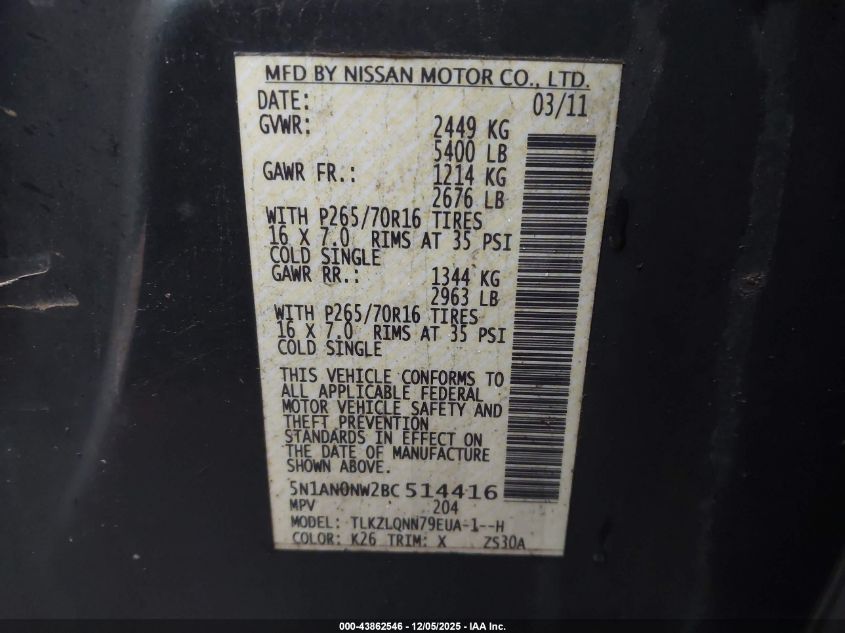 MFD BY NISSAN MOTOR CO., LTD.
DATE: 03/11
GVWR: 2449 KG
5400 LB
GAWR FR.: 1214 KG
2676 LB
WITH P265/70R16 TIRES
16 X 7.0 RIMS AT 35 PSI
COLD SINGLE
GAWR RR.: 1344 KG
2963 LB
WITH P265/70R16 TIRES
16 X 7.0 RIMS AT 35 PSI
COLD SINGLE
THIS VEHICLE CONFORMS TO
ALL APPLICABLE FEDERAL
MOTOR VEHICLE SAFETY AND
THEFT PREVENTION
STANDARDS IN EFFECT ON
THE DATE OF MANUFACTURE
SHOWN ABOVE.
5N1AN0NW2BC514416
MPV 204
MODEL: TLKZLQNN79EUA-1--H
COLOR: K26 TRIM: X ZS30A
000-43862546 - 12/05/2025 - IAA Inc.